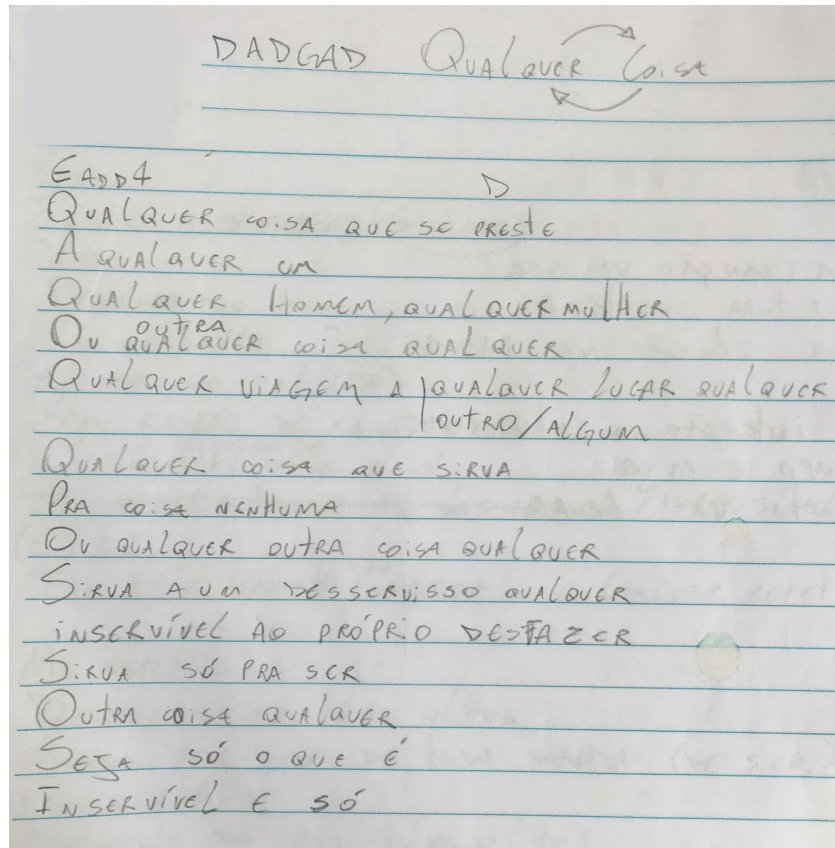 DADGAD Qualquer Coisa
Eadd4 D
Qualquer coisa que se preste
A qualquer um
Qualquer homem, qualquer mulher
outra
Ou qualquer coisa qualquer
Qualquer viagem a qualquer lugar qualquer
outro/algum
Qualquer coisa que sirva
Pra coisa nenhuma
Ou qualquer outra coisa qualquer
Sirva a um desservisso qualquer
inservível ao próprio desfazer
Sirva só pra ser
Outra coisa qualquer
Seja só o que é
Inservível e só